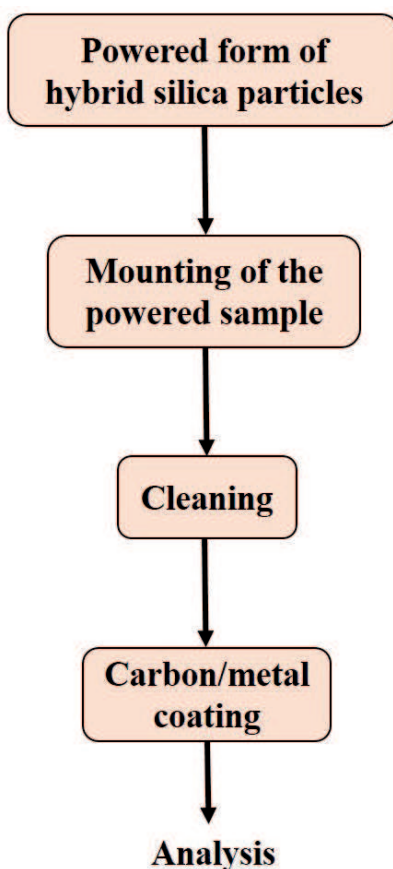 Powered form of
hybrid silica particles
Mounting of the
powered sample
Cleaning
Carbon/metal
coating
Analysis